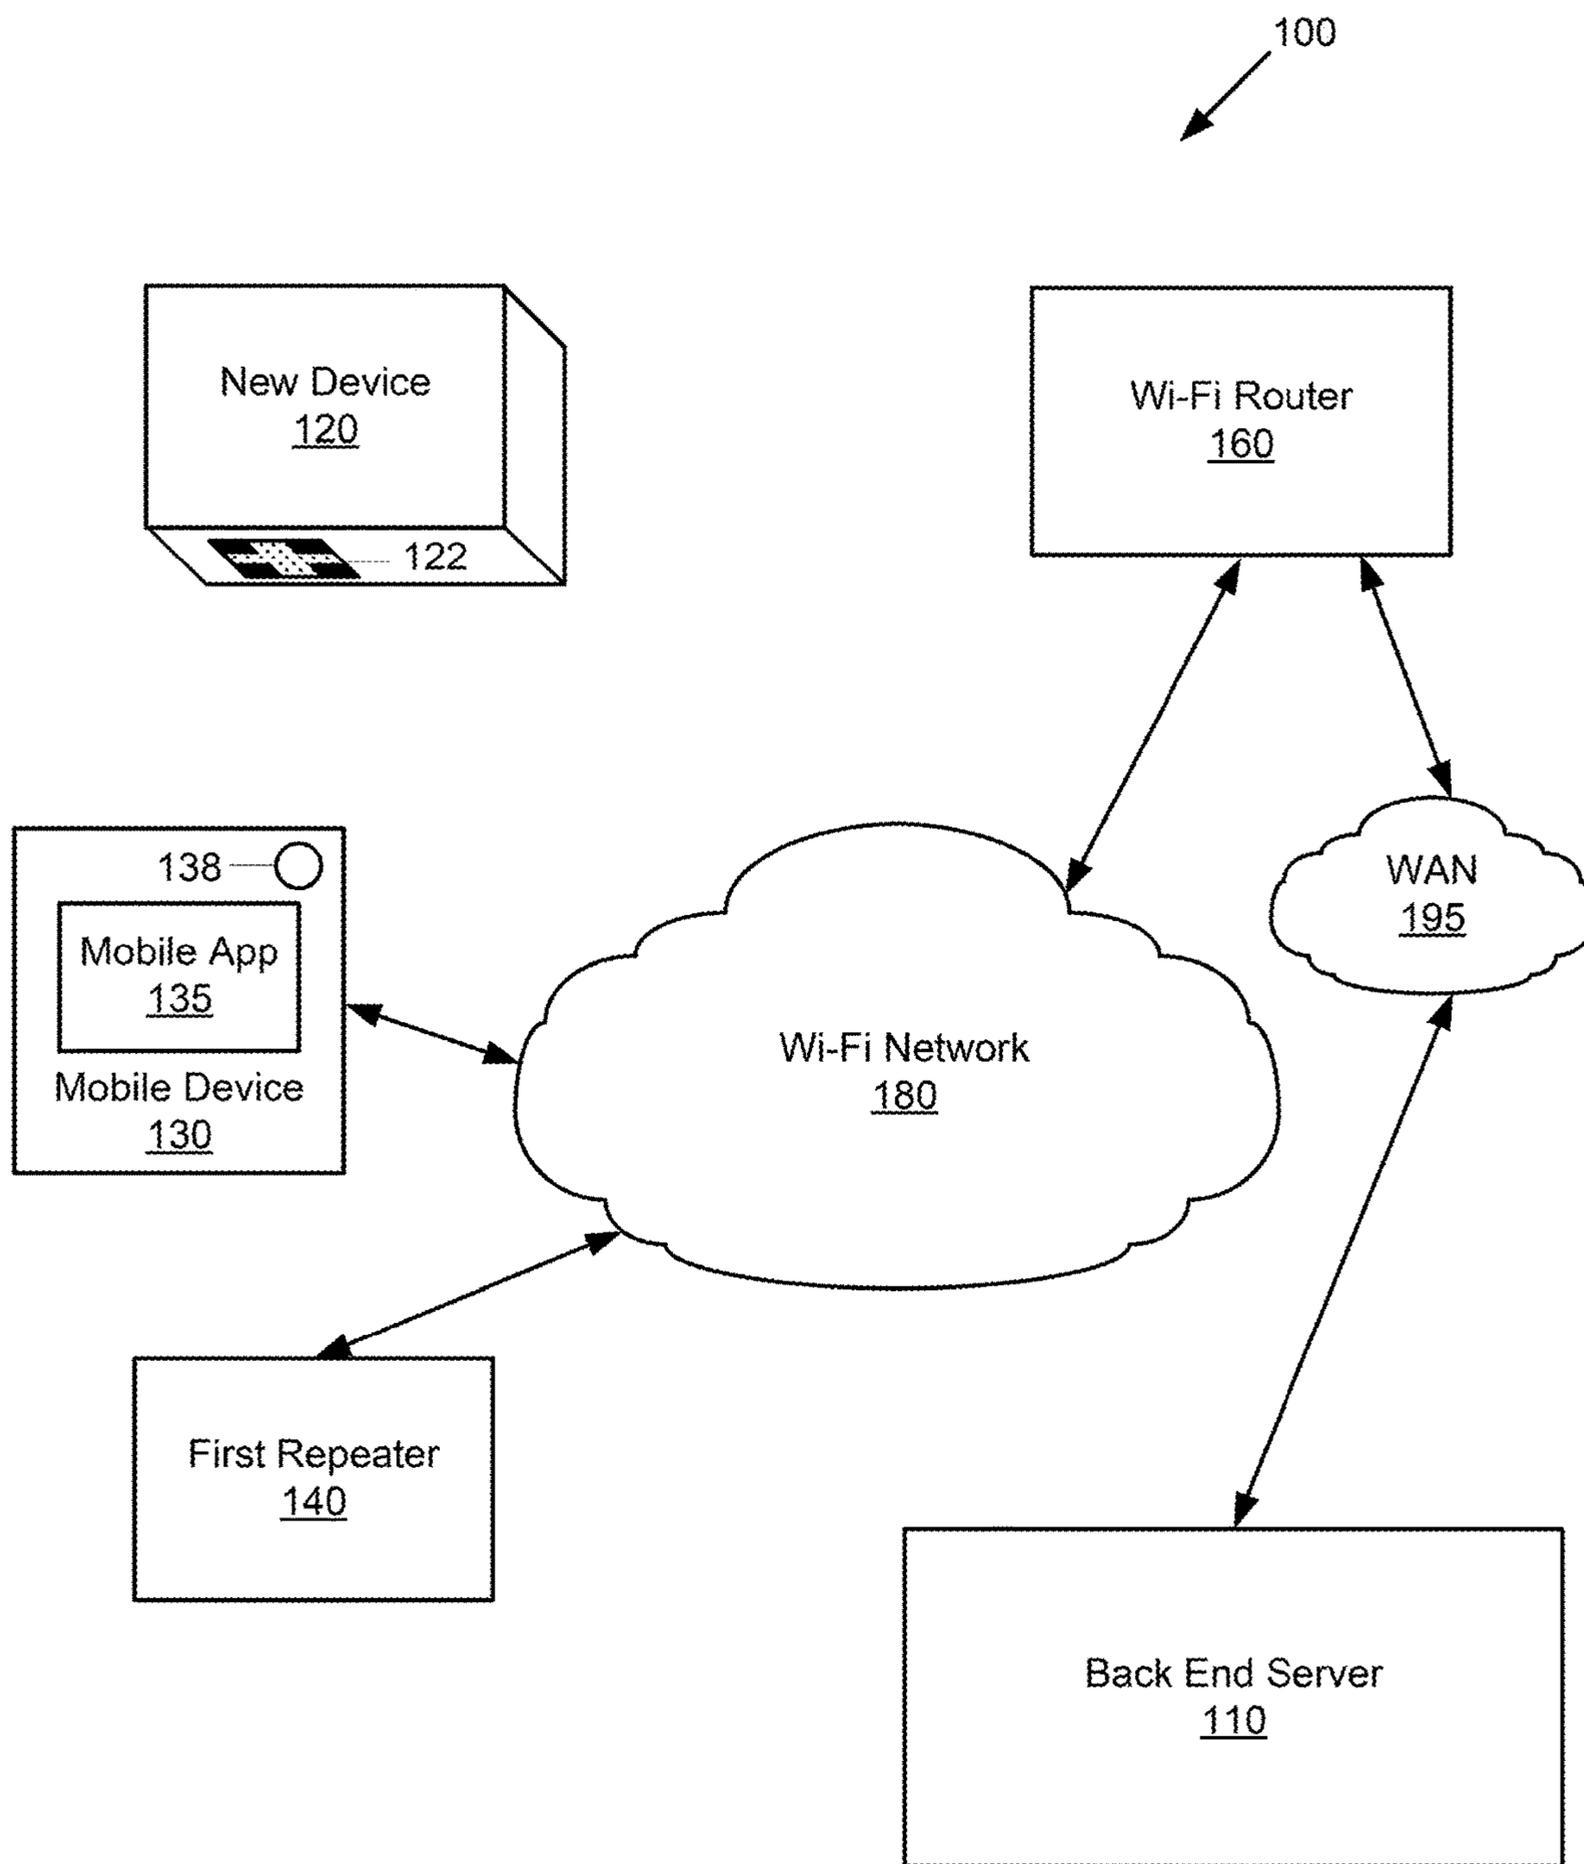 100
New Device
120
122
Wi-Fi Router
160
138
Mobile App
135
Mobile Device
130
WAN
195
Wi-Fi Network
180
First Repeater
140
Back End Server
110